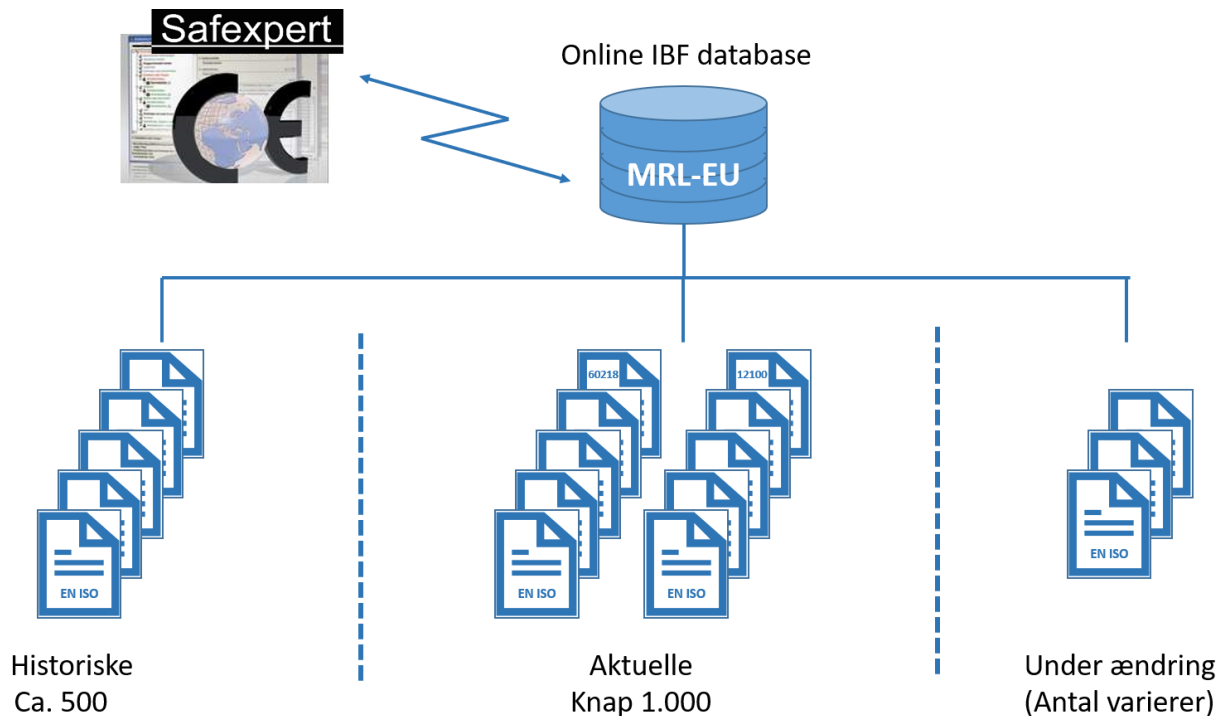 Safexpert
CE
Online IBF database
MRL-EU
60218
12100
EN ISO
EN ISO
EN ISO
EN ISO
Historiske
Ca. 500
Aktuelle
Knap 1.000
Under ændring
(Antal varierer)